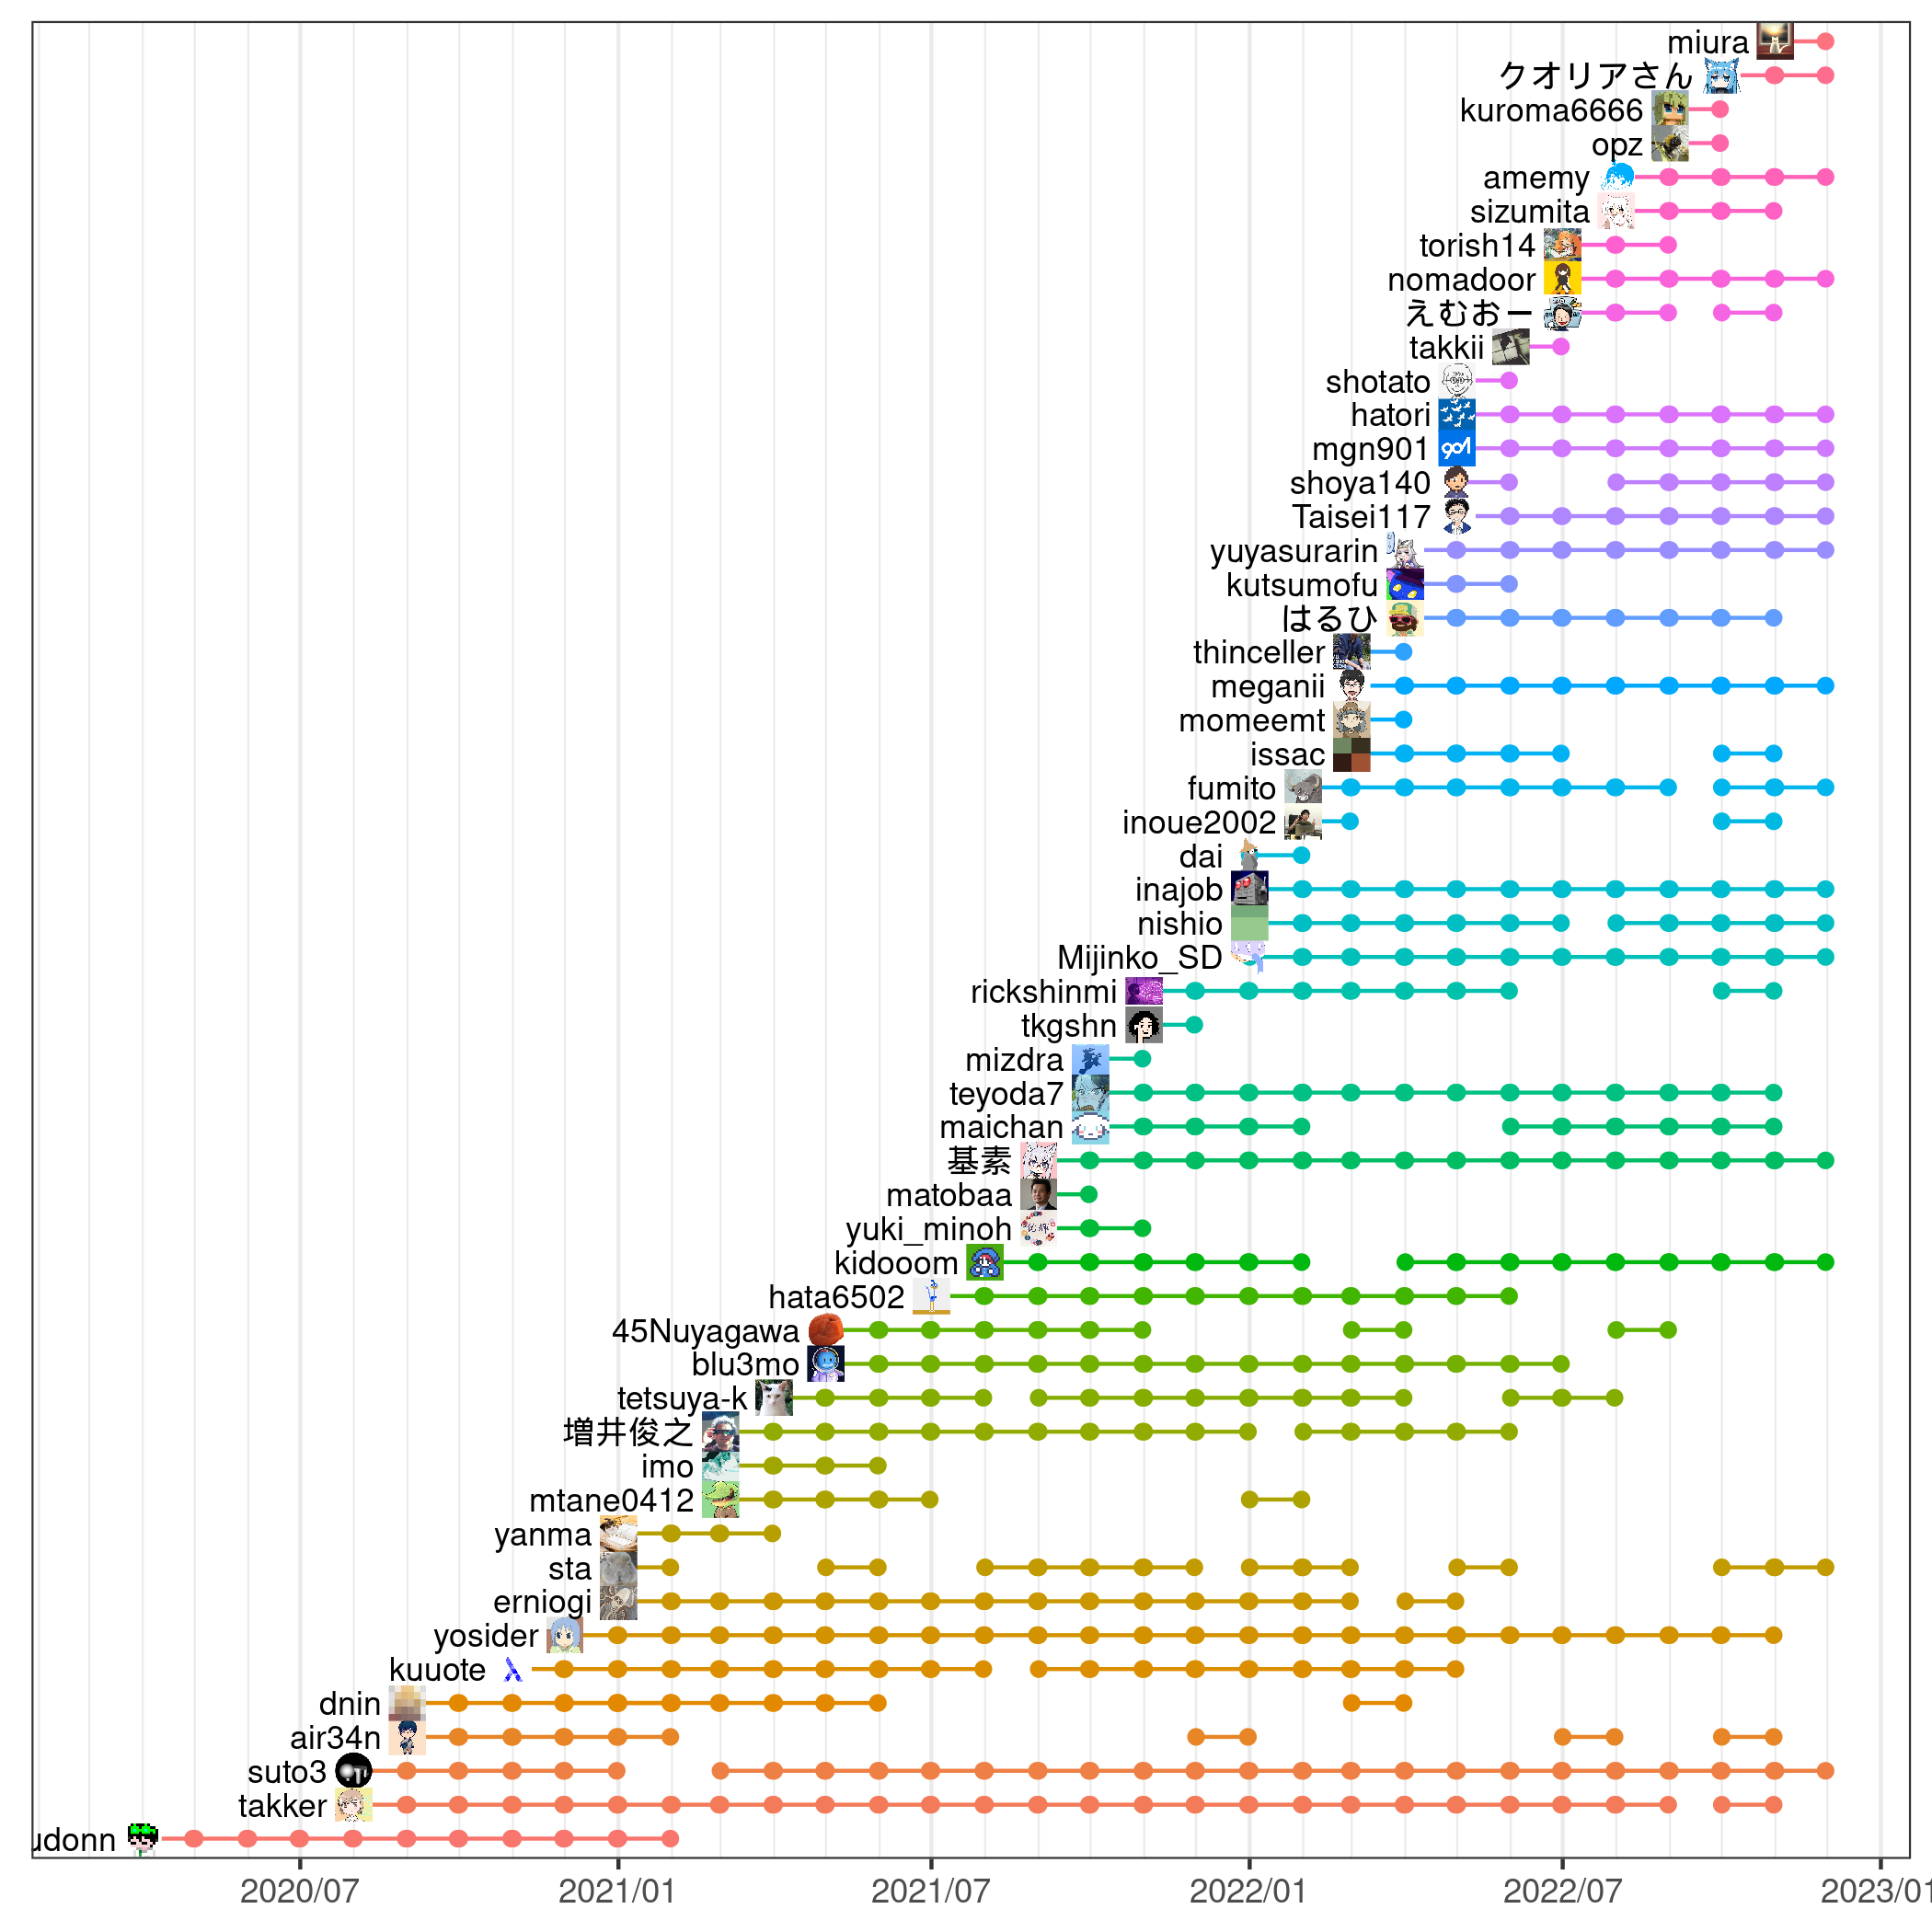 miura
クオリアさん
kuroma6666
opz
amemy
sizumita
torish14
nomadoor
えむおー
takkii
shotato
hatori
mgn901
901
shoya140
Taisei117
yuyasurarin
kutsumofu
はるひ
thinceller
meganii
momeemt
issac
fumito
inoue2002
dai
inajob
nishio
Mijinko_SD
rickshinmi
tkgshn
mizdra
teyoda7
maichan
基素
matobaa
yuki_minoh
kidooom
hata6502
45Nuyagawa
blu3mo
tetsuya-k
増井俊之
imo
mtane0412
yanma
sta
erniogi
yosider
kuuote
dnin
air34n
suto3
takker
udonn
2020/07 2021/01 2021/07 2022/01 2022/07 2023/01